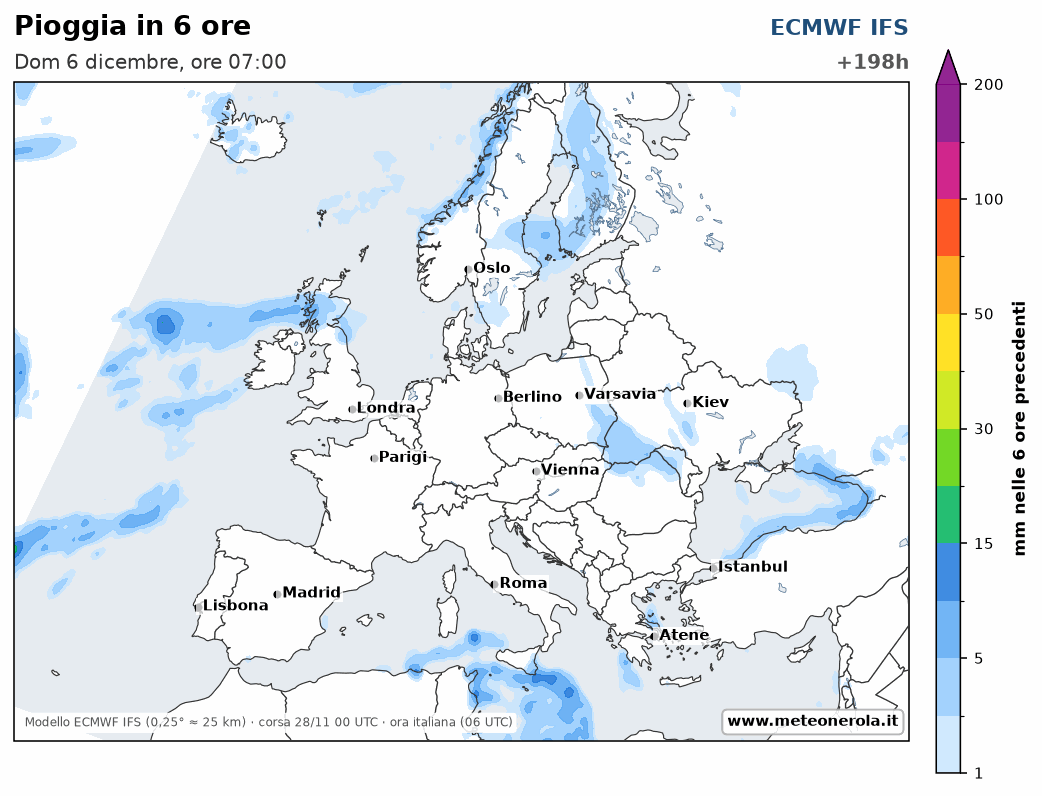 Pioggia in 6 ore
ECMWF IFS
Dom 6 dicembre, ore 07:00
+198h
200
100
50
30
15
5
1
mm nelle 6 ore precedenti
Oslo
Londra
Berlino
Varsavia
Kiev
Parigi
Vienna
Istanbul
Roma
Madrid
Lisbona
Atene
Modello ECMWF IFS (0,25° ≈ 25 km) · corsa 28/11 00 UTC · ora italiana (06 UTC)
www.meteonerola.it